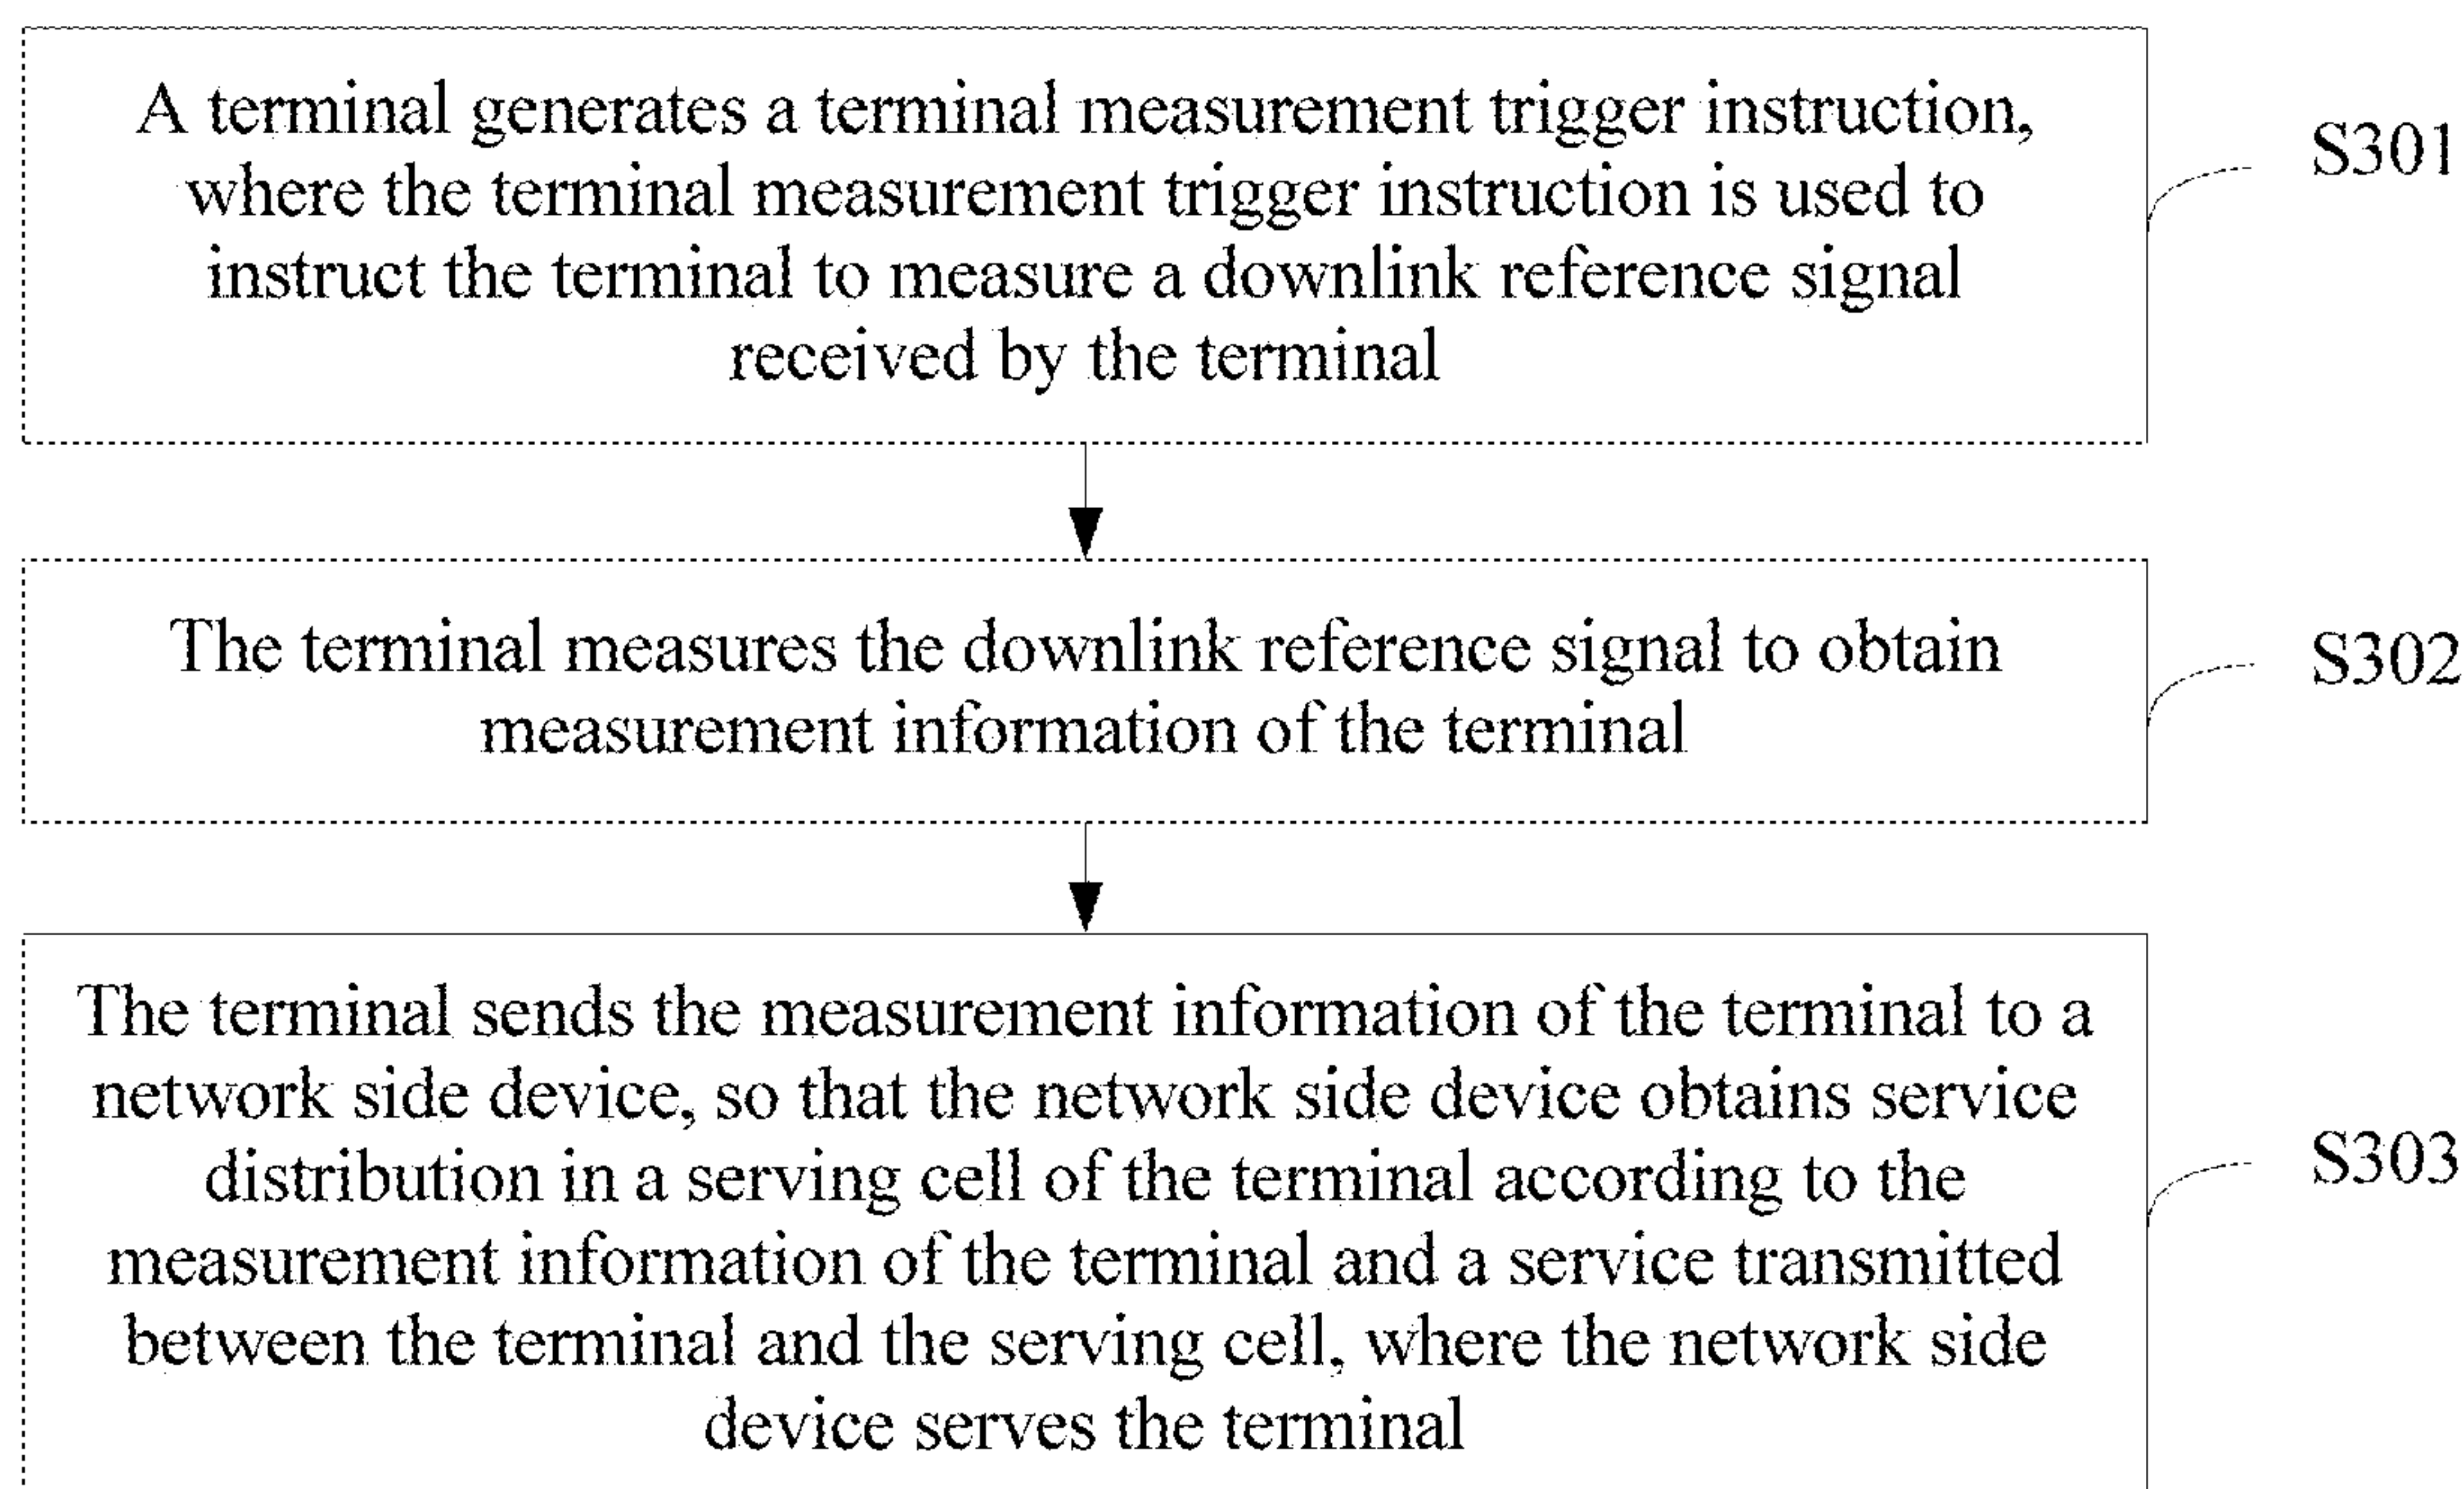 A terminal generates a terminal measurement trigger instruction,
where the terminal measurement trigger instruction is used to
instruct the terminal to measure a downlink reference signal
received by the terminal
S301
The terminal measures the downlink reference signal to obtain
measurement information of the terminal
S302
The terminal sends the measurement information of the terminal to a
network side device, so that the network side device obtains service
distribution in a serving cell of the terminal according to the
measurement information of the terminal and a service transmitted
between the terminal and the serving cell, where the network side
device serves the terminal
S303